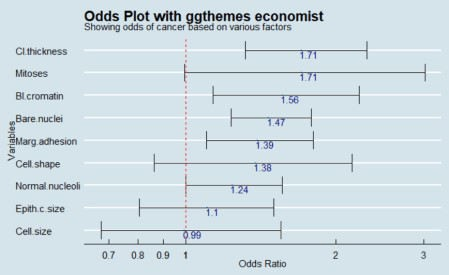 Odds Plot with ggthemes economist
Showing odds of cancer based on various factors
Variables
Cl.thickness
1.71
Mitoses
1.71
Bl.cromatin
1.56
Bare.nuclei
1.47
Marg.adhesion
1.39
Cell.shape
1.38
Normal.nucleoli
1.24
Epith.c.size
1.1
Cell.size
0.99
0.7 0.8 0.9 1 2 3
Odds Ratio